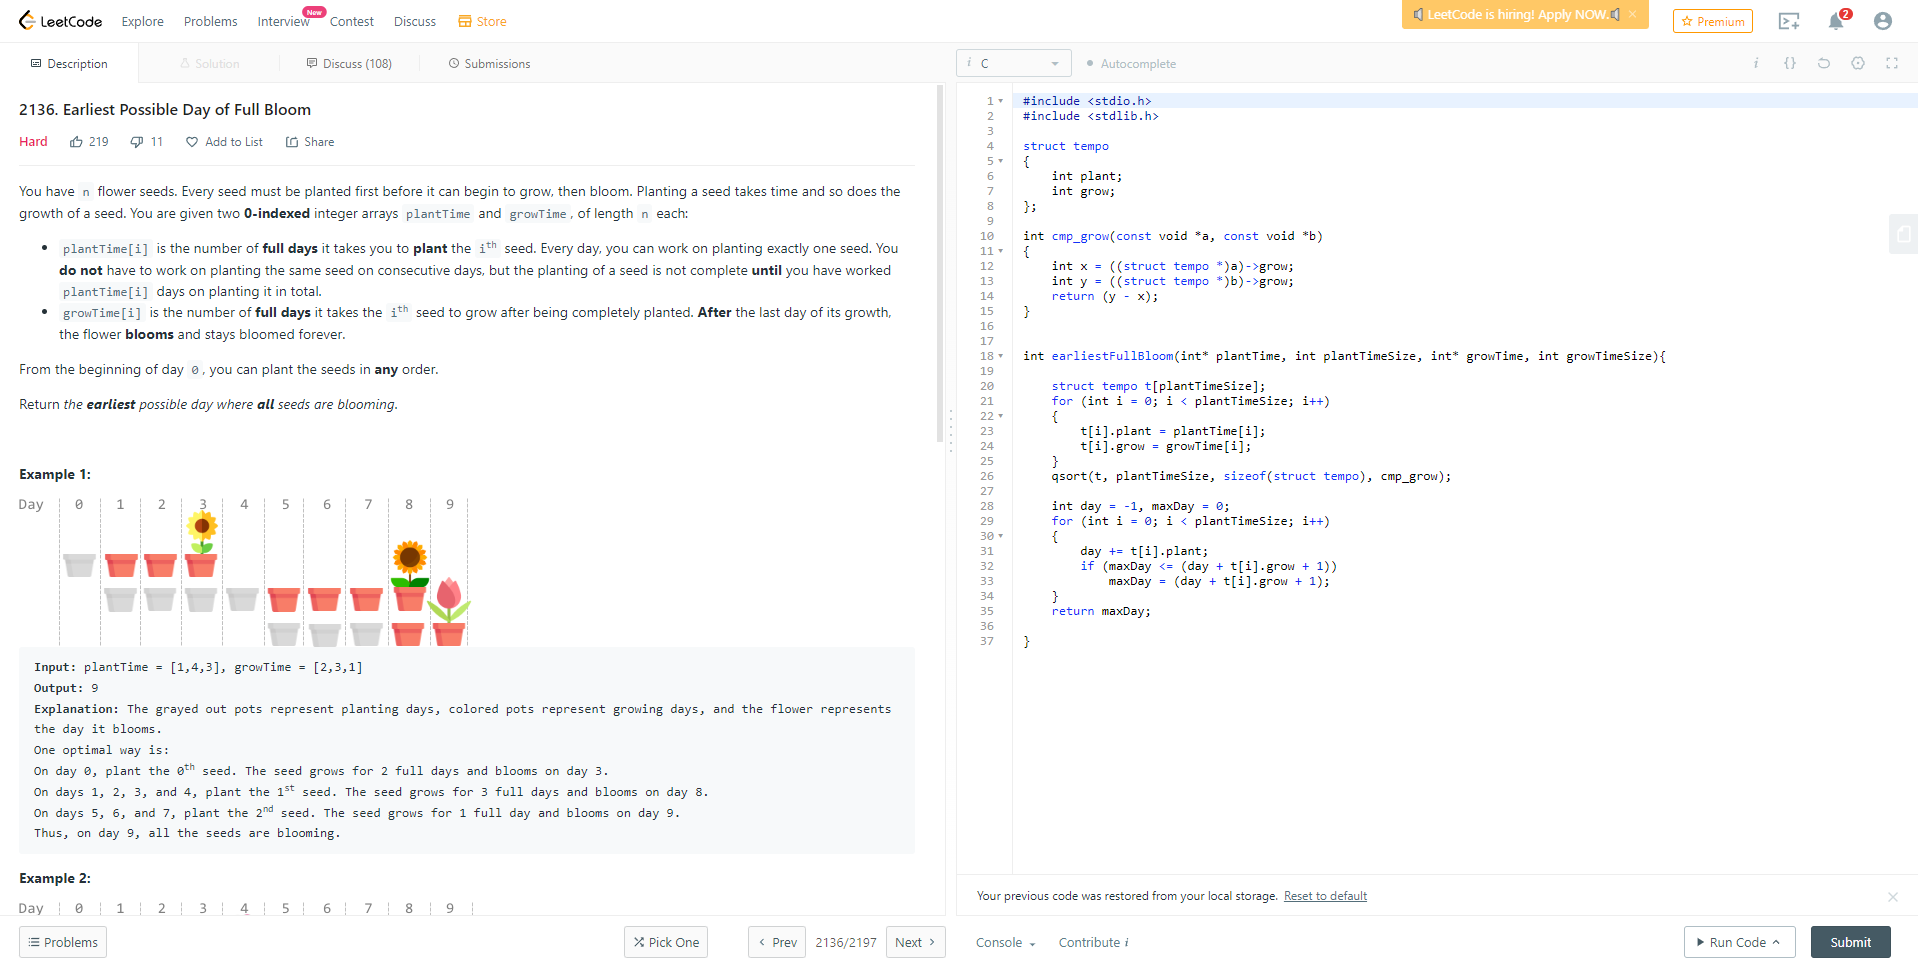 LeetCode Explore Problems Interview New Contest Discuss Store
LeetCode is hiring! Apply NOW. × Premium 2
Description Solution Discuss (108) Submissions
2136. Earliest Possible Day of Full Bloom
Hard 219 11 Add to List Share
You have n flower seeds. Every seed must be planted first before it can begin to grow, then bloom. Planting a seed takes time and so does the
growth of a seed. You are given two 0-indexed integer arrays plantTime and growTime, of length n each:
• plantTime[i] is the number of full days it takes you to plant the ith seed. Every day, you can work on planting exactly one seed. You
do not have to work on planting the same seed on consecutive days, but the planting of a seed is not complete until you have worked
plantTime[i] days on planting it in total.
• growTime[i] is the number of full days it takes the ith seed to grow after being completely planted. After the last day of its growth,
the flower blooms and stays bloomed forever.
From the beginning of day 0, you can plant the seeds in any order.
Return the earliest possible day where all seeds are blooming.
Example 1:
Day 0 1 2 3 4 5 6 7 8 9
Input: plantTime = [1,4,3], growTime = [2,3,1]
Output: 9
Explanation: The grayed out pots represent planting days, colored pots represent growing days, and the flower represents
the day it blooms.
One optimal way is:
On day 0, plant the 0th seed. The seed grows for 2 full days and blooms on day 3.
On days 1, 2, 3, and 4, plant the 1st seed. The seed grows for 3 full days and blooms on day 8.
On days 5, 6, and 7, plant the 2nd seed. The seed grows for 1 full day and blooms on day 9.
Thus, on day 9, all the seeds are blooming.
Example 2:
Day 0 1 2 3 4 5 6 7 8 9
Problems Pick One < Prev 2136/2197 Next >
i C Autocomplete i {}
1 #include <stdio.h>
2 #include <stdlib.h>
3
4 struct tempo
5 {
6 int plant;
7 int grow;
8 };
9
10 int cmp_grow(const void *a, const void *b)
11 {
12 int x = ((struct tempo *)a)->grow;
13 int y = ((struct tempo *)b)->grow;
14 return (y - x);
15 }
16
17
18 int earliestFullBloom(int* plantTime, int plantTimeSize, int* growTime, int growTimeSize){
19
20 struct tempo t[plantTimeSize];
21 for (int i = 0; i < plantTimeSize; i++)
22 {
23 t[i].plant = plantTime[i];
24 t[i].grow = growTime[i];
25 }
26 qsort(t, plantTimeSize, sizeof(struct tempo), cmp_grow);
27
28 int day = -1, maxDay = 0;
29 for (int i = 0; i < plantTimeSize; i++)
30 {
31 day += t[i].plant;
32 if (maxDay <= (day + t[i].grow + 1))
33 maxDay = (day + t[i].grow + 1);
34 }
35 return maxDay;
36
37 }
Your previous code was restored from your local storage. Reset to default ×
Console Contribute i Run Code Submit